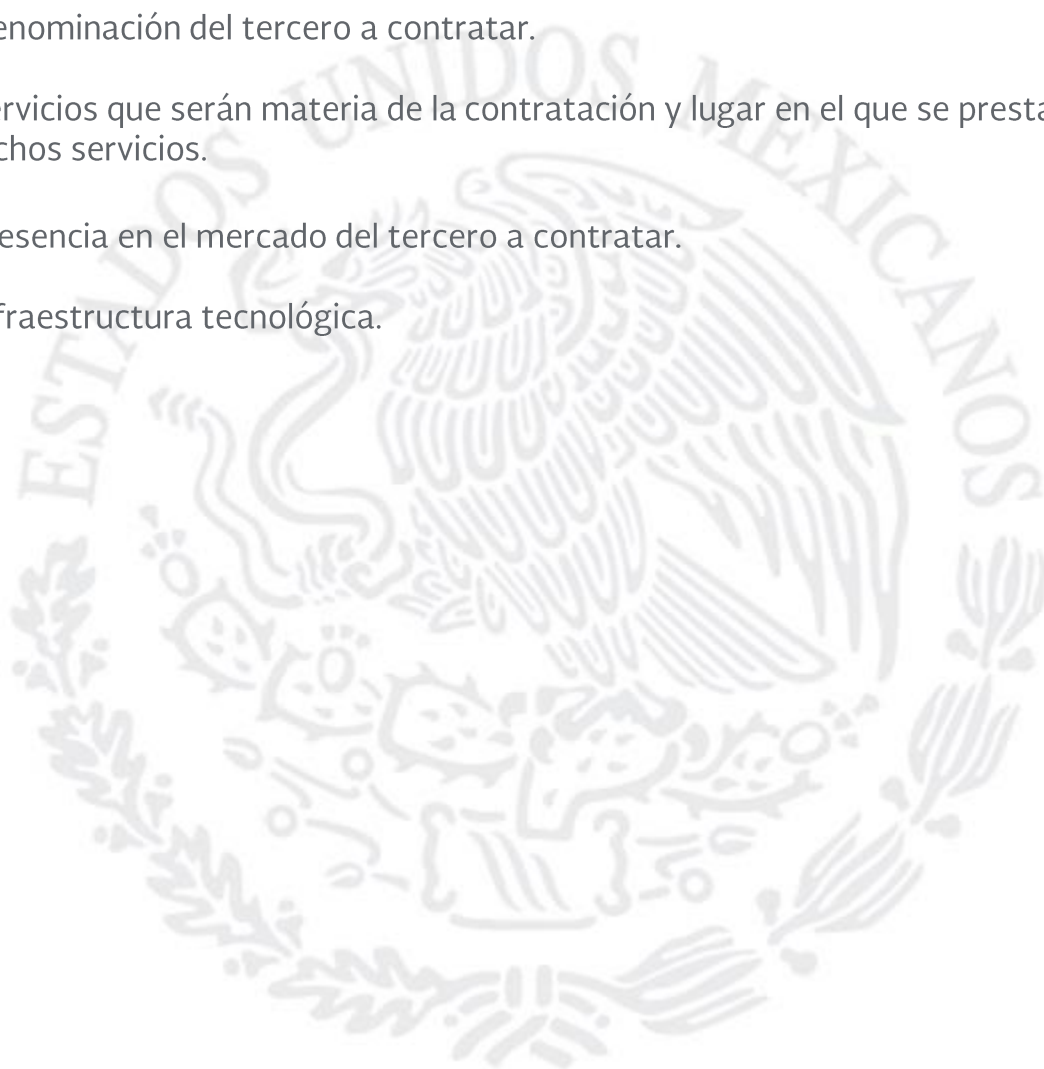 enominación del tercero a contratar.
ervicios que serán materia de la contratación y lugar en el que se presta
chos servicios.
esencia en el mercado del tercero a contratar.
fraestructura tecnológica.
ESTADOS UNIDOS MEXICANOS